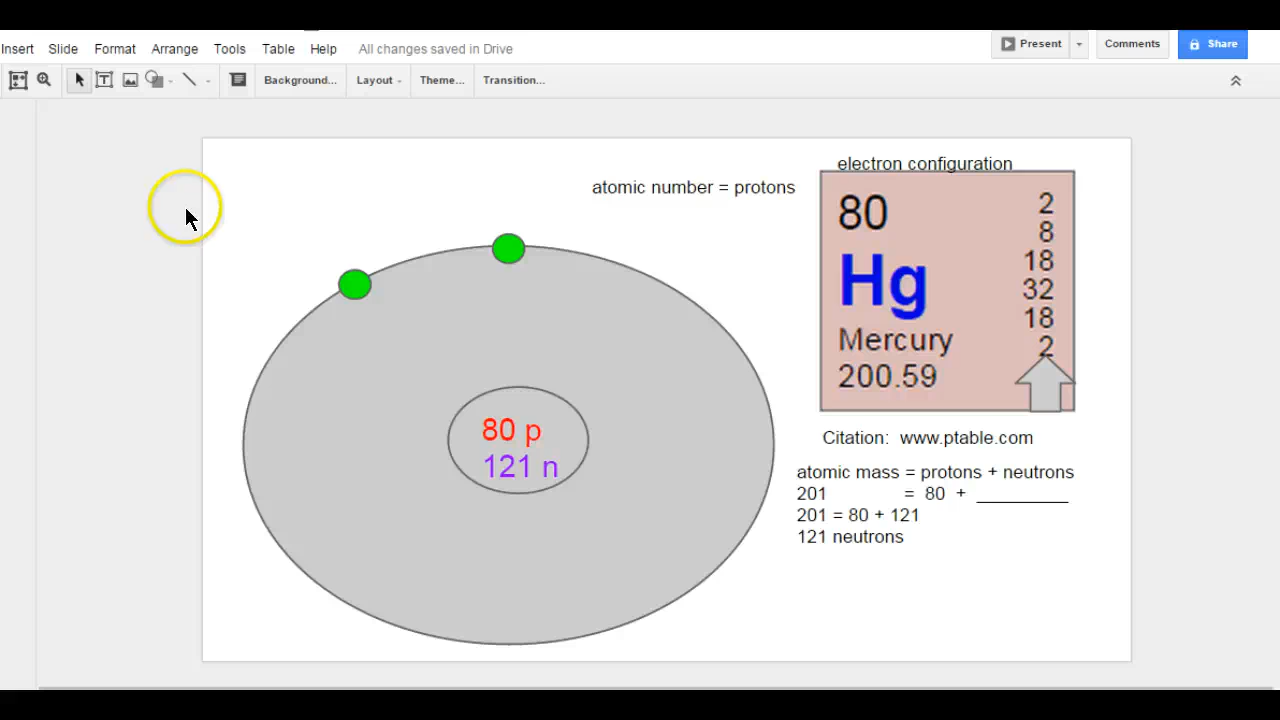 Insert Slide Format Arrange Tools Table Help All changes saved in Drive
Present Comments Share
Background... Layout Theme... Transition...
electron configuration
atomic number = protons
80
Hg
Mercury
200.59
2
8
18
32
18
2
80 p
121 n
Citation: www.ptable.com
atomic mass = protons + neutrons
201 = 80 + _________
201 = 80 + 121
121 neutrons